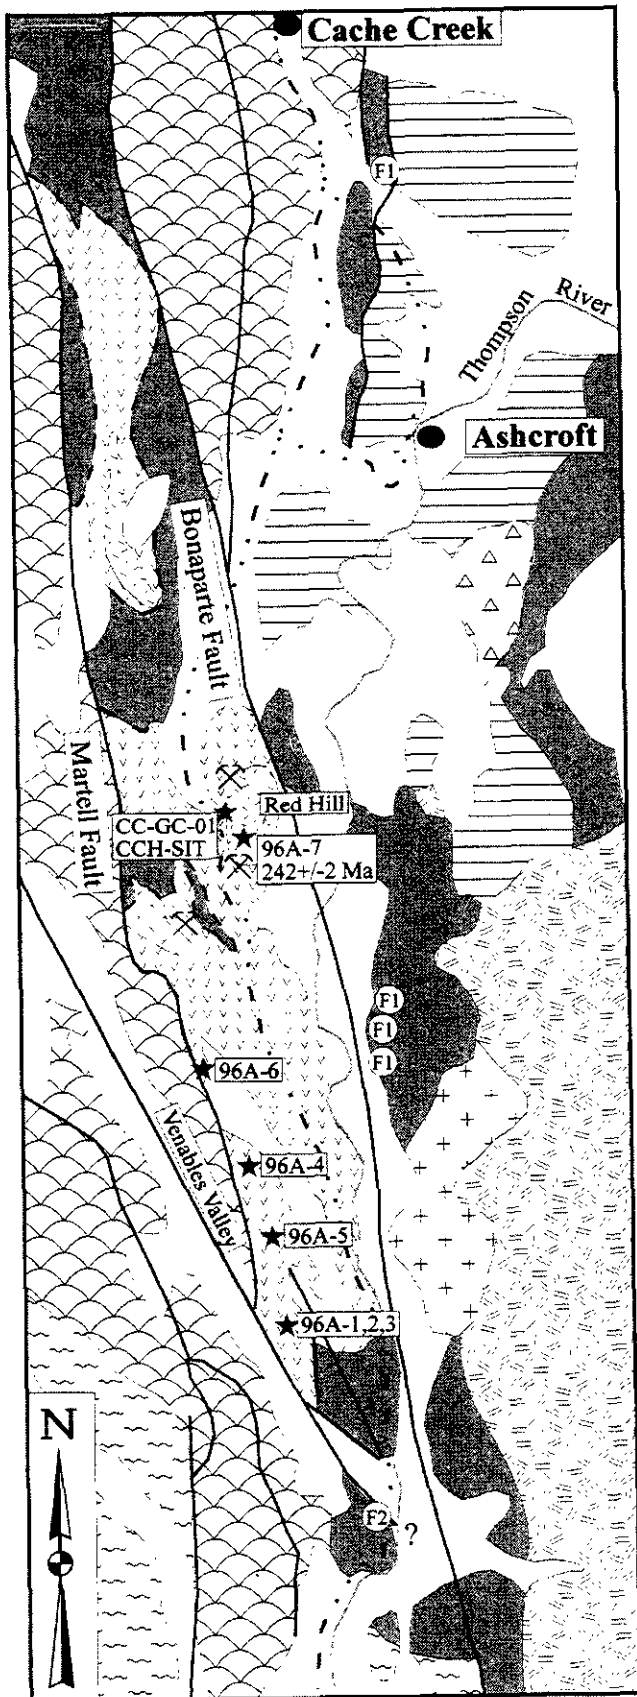 Cache Creek
F1
Thompson River
Ashcroft
Bonaparte Fault
Martell Fault
Red Hill
CC-GC-01
CCH-SIT
96A-7
242+/-2 Ma
F1
F1
F1
96A-6
Venables Valley
96A-4
96A-5
96A-1,2,3
N
F2
?